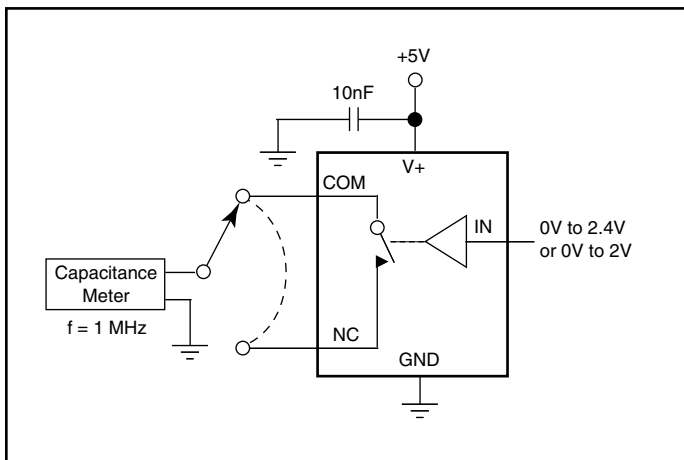 +5V
10nF
V+
COM
IN
0V to 2.4V
or 0V to 2V
Capacitance
Meter
f = 1 MHz
NC
GND